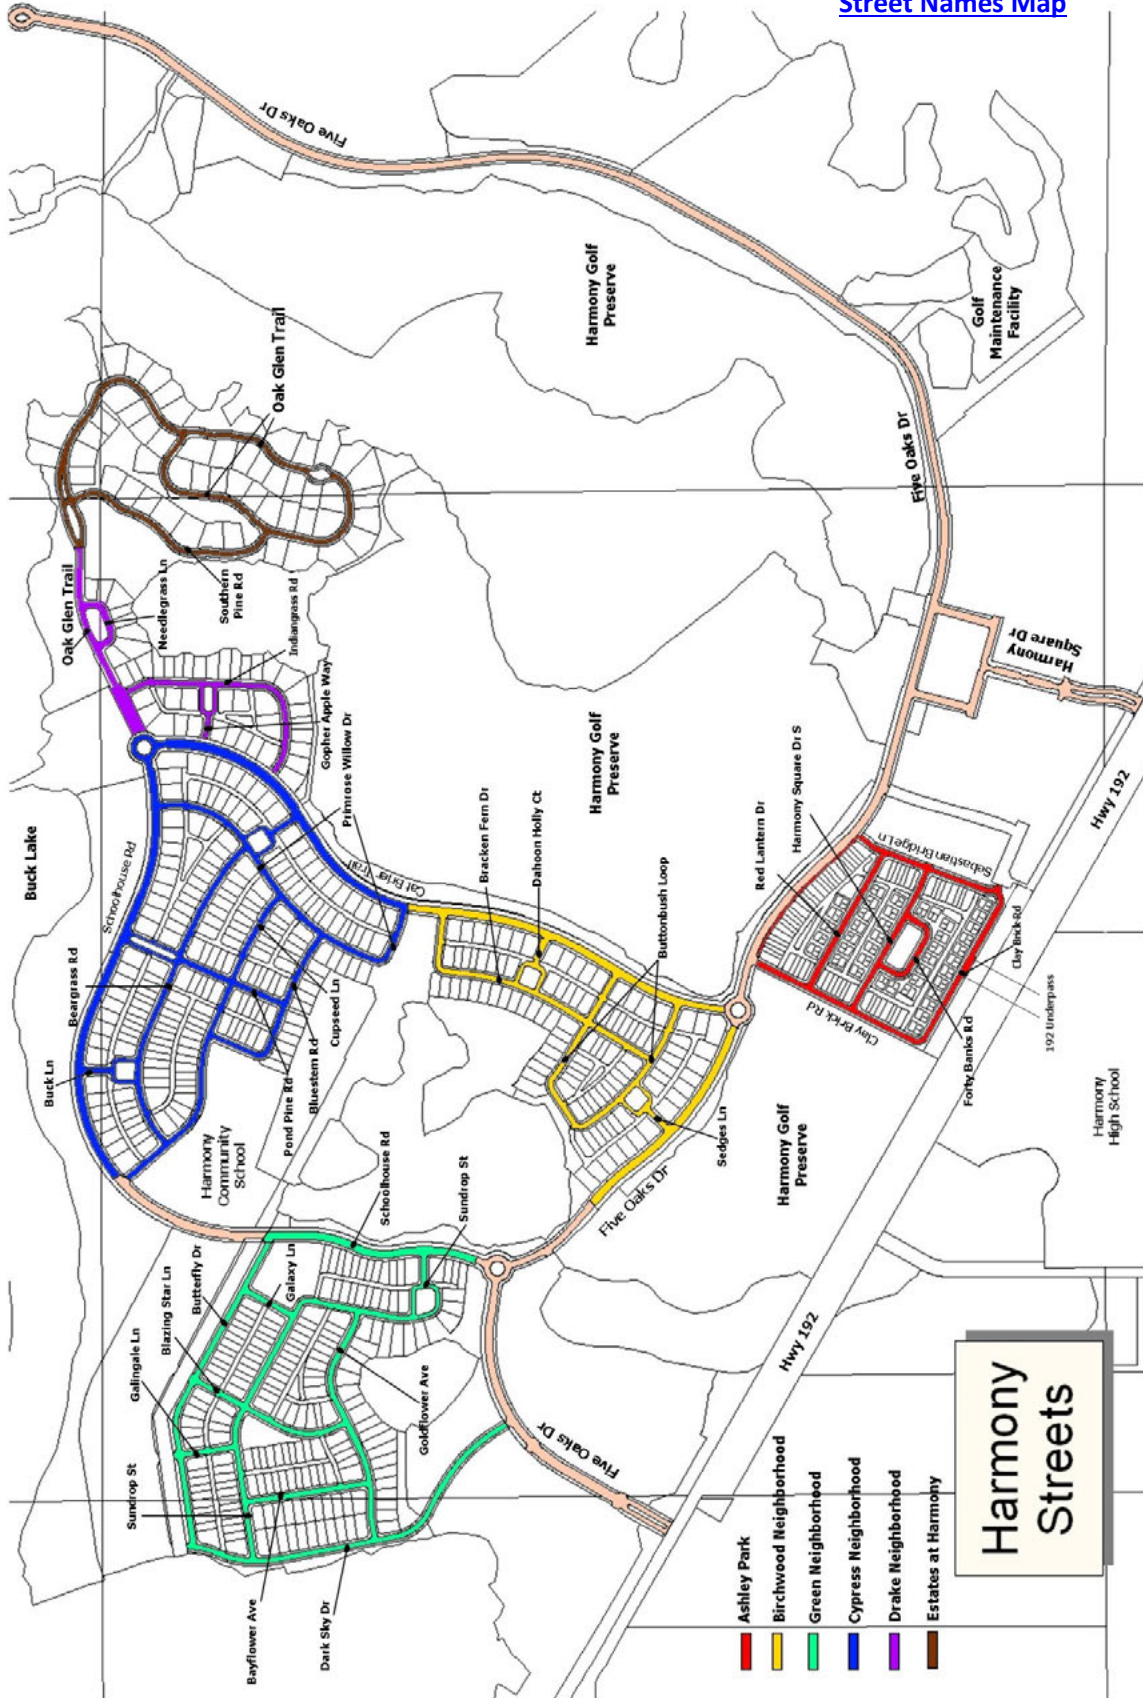 Street Names Map
Five Oaks Dr
Harmony Golf
Preserve
Golf
Maintenance
Facility
Oak Glen Trail
Five Oaks Dr
Oak Glen Trail
Needlegrass Ln
Southern
Pine Rd
Indiangrass Rd
Gopher Apple Way
Primrose Willow Dr
Harmony
Square Dr
Buck Lake
Schoolhouse Rd
Cat Briar Trail
Harmony Golf
Preserve
Bracken Fern Dr
Dahoon Holly Ct
Buttonbush Loop
Red Lantern Dr
Harmony Square Dr S
Sebastian Bridge Ln
Hwy 192
Beargrass Rd
Buck Ln
Cupseed Ln
Bluestem Rd
Pond Pine Rd
Clay Brick Rd
Clay Brick Rd
Forty Banks Rd
192 Underpass
Harmony
Community
School
Schoolhouse Rd
Sundrop St
Sedges Ln
Five Oaks Dr
Harmony Golf
Preserve
Harmony
High School
Butterfly Dr
Galaxy Ln
Blazing Star Ln
Galingale Ln
Goldflower Ave
Sundrop St
Bayflower Ave
Dark Sky Dr
Five Oaks Dr
Hwy 192
Ashley Park
Birchwood Neighborhood
Green Neighborhood
Cypress Neighborhood
Drake Neighborhood
Estates at Harmony
Harmony
Streets